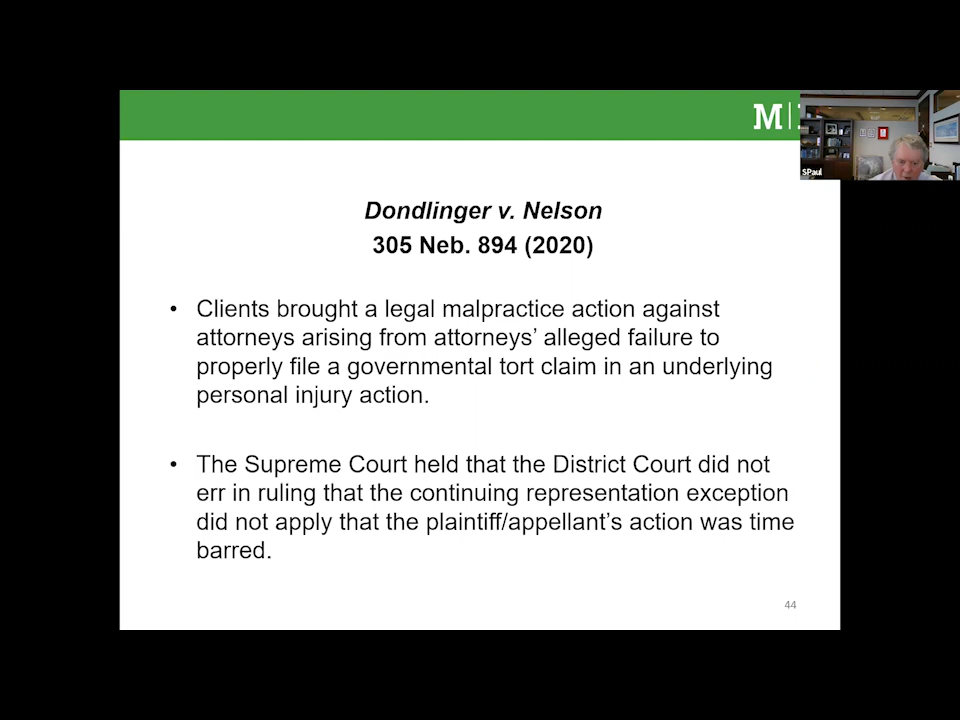 M|
SPaul
Dondlinger v. Nelson
305 Neb. 894 (2020)
• Clients brought a legal malpractice action against
attorneys arising from attorneys’ alleged failure to
properly file a governmental tort claim in an underlying
personal injury action.
• The Supreme Court held that the District Court did not
err in ruling that the continuing representation exception
did not apply that the plaintiff/appellant’s action was time
barred.
44